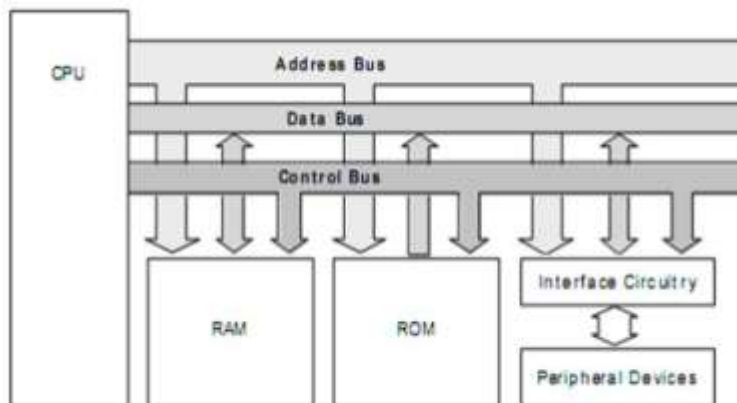 CPU
Address Bus
Data Bus
Control Bus
RAM
ROM
Interface Circuitry
Peripheral Devices